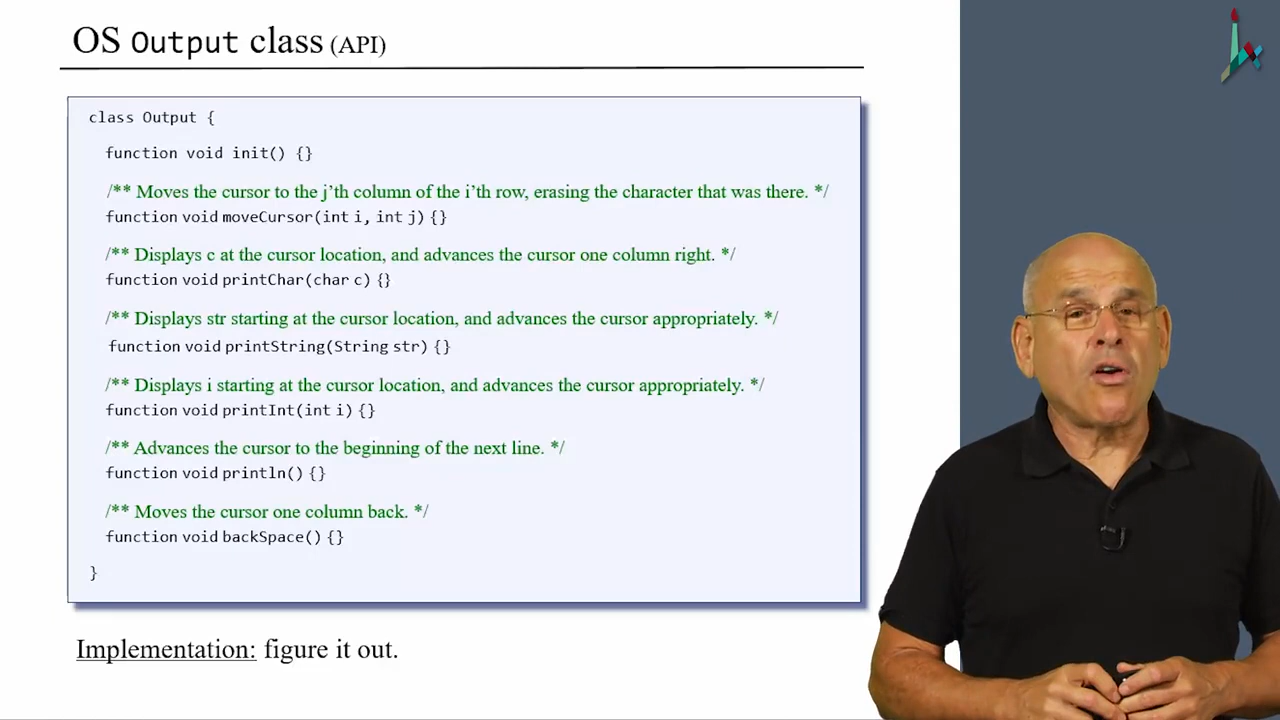 OS Output class (API)
class Output {
function void init() {}
/** Moves the cursor to the j’th column of the i’th row, erasing the character that was there. */
function void moveCursor(int i, int j) {}
/** Displays c at the cursor location, and advances the cursor one column right. */
function void printChar(char c) {}
/** Displays str starting at the cursor location, and advances the cursor appropriately. */
function void printString(String str) {}
/** Displays i starting at the cursor location, and advances the cursor appropriately. */
function void printInt(int i) {}
/** Advances the cursor to the beginning of the next line. */
function void println() {}
/** Moves the cursor one column back. */
function void backSpace() {}
}
Implementation: figure it out.